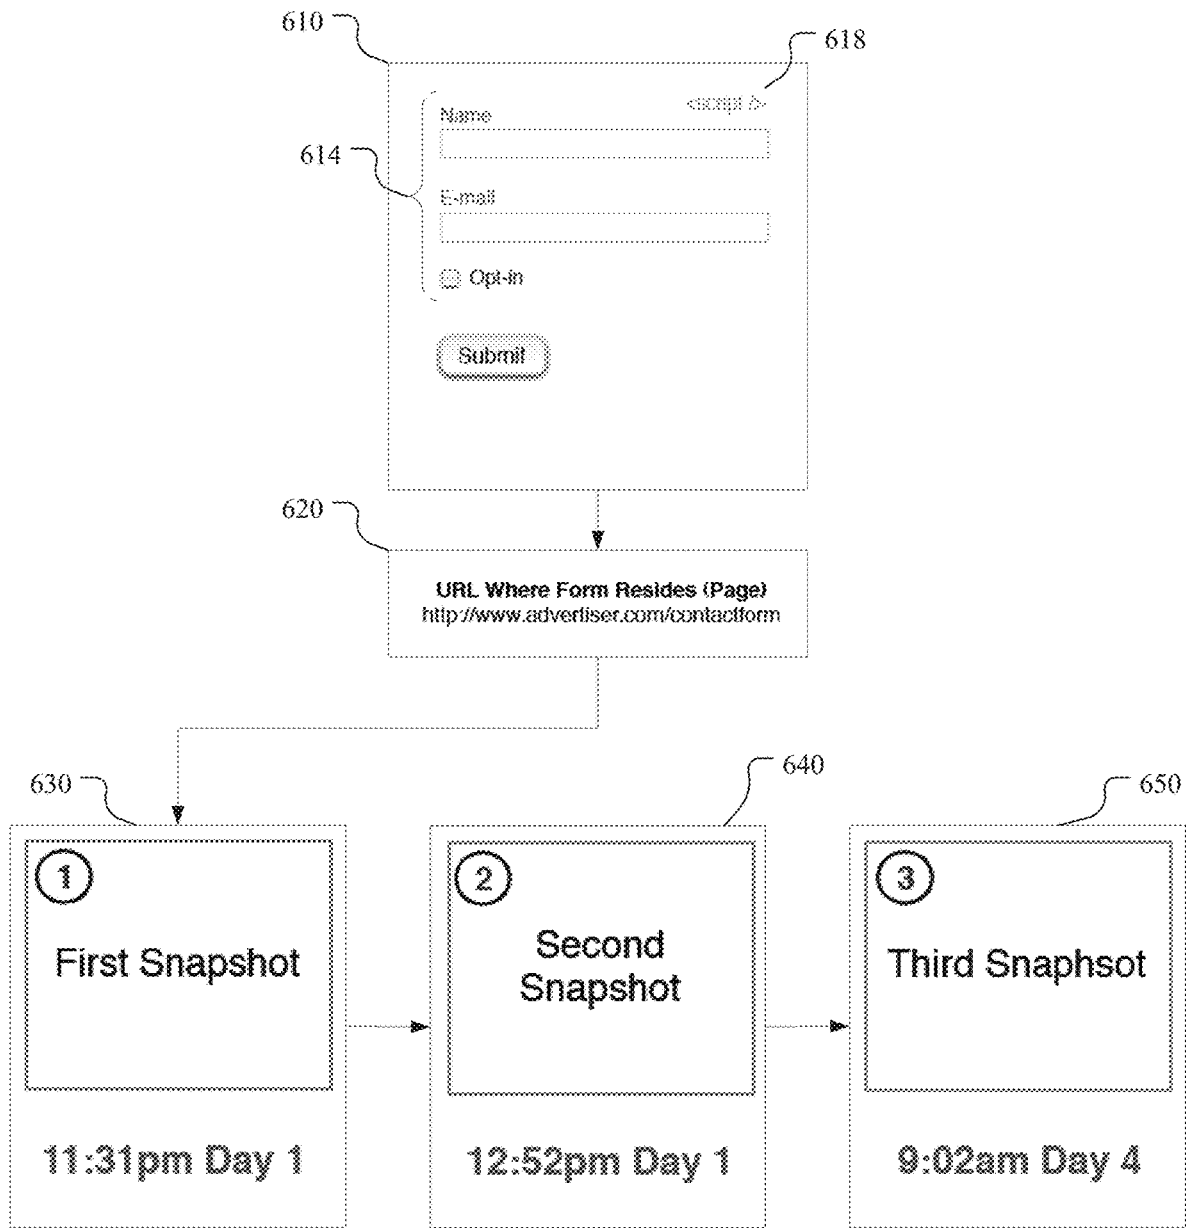 610
618
<script />
Name
614
E-mail
Opt-in
Submit
620
URL Where Form Resides (Page)
http://www.advertiser.com/contactform
630
640
650
1
First Snapshot
2
Second
Snapshot
3
Third Snaphsot
11:31pm Day 1
12:52pm Day 1
9:02am Day 4